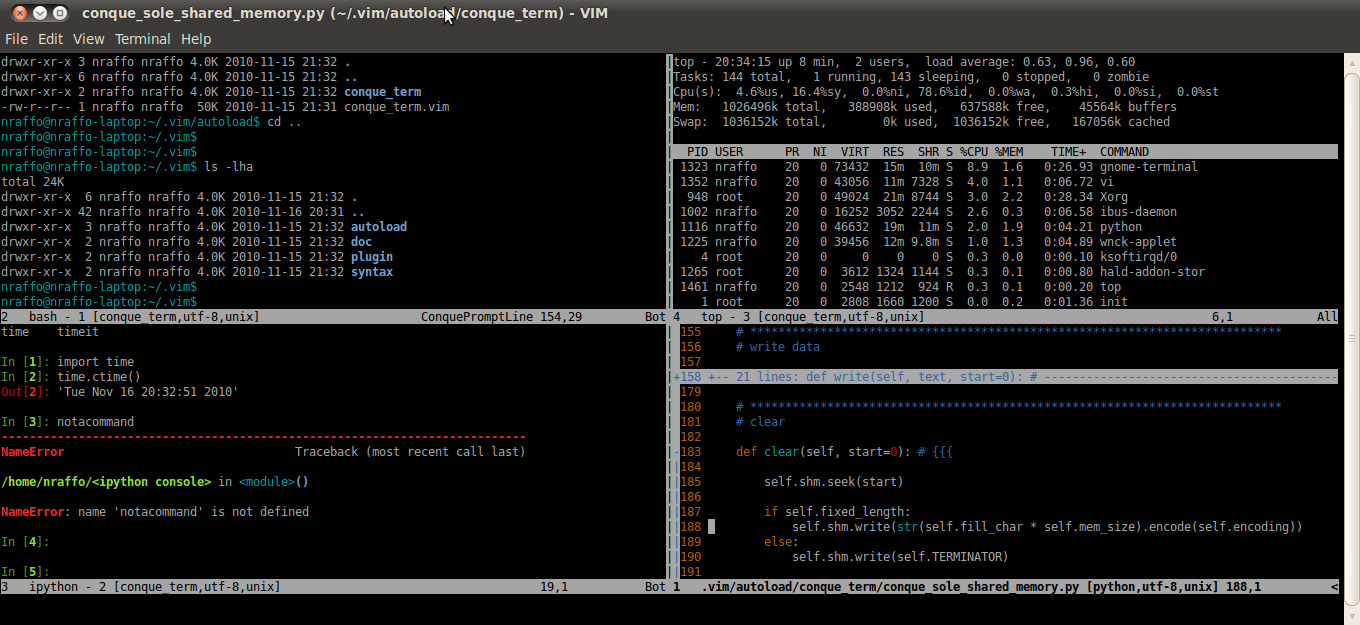 conque_sole_shared_memory.py (~/.vim/autoload/conque_term) - VIM
File Edit View Terminal Help
drwxr-xr-x 3 nraffo nraffo 4.0K 2010-11-15 21:32 .
drwxr-xr-x 6 nraffo nraffo 4.0K 2010-11-15 21:32 ..
drwxr-xr-x 2 nraffo nraffo 4.0K 2010-11-15 21:32 conque_term
-rw-r--r-- 1 nraffo nraffo  50K 2010-11-15 21:31 conque_term.vim
nraffo@nraffo-laptop:~/.vim/autoload$ cd ..
nraffo@nraffo-laptop:~/.vim$
nraffo@nraffo-laptop:~/.vim$
nraffo@nraffo-laptop:~/.vim$ ls -lha
total 24K
drwxr-xr-x  6 nraffo nraffo 4.0K 2010-11-15 21:32 .
drwxr-xr-x 42 nraffo nraffo 4.0K 2010-11-16 20:31 ..
drwxr-xr-x  3 nraffo nraffo 4.0K 2010-11-15 21:32 autoload
drwxr-xr-x  2 nraffo nraffo 4.0K 2010-11-15 21:32 doc
drwxr-xr-x  2 nraffo nraffo 4.0K 2010-11-15 21:32 plugin
drwxr-xr-x  2 nraffo nraffo 4.0K 2010-11-15 21:32 syntax
nraffo@nraffo-laptop:~/.vim$
nraffo@nraffo-laptop:~/.vim$
2   bash - 1 [conque_term,utf-8,unix]                       ConquePromptLine 154,29         Bot
top - 20:34:15 up 8 min,  2 users,  load average: 0.63, 0.96, 0.60
Tasks: 144 total,   1 running, 143 sleeping,   0 stopped,   0 zombie
Cpu(s):  4.6%us, 16.4%sy,  0.0%ni, 78.6%id,  0.0%wa,  0.3%hi,  0.0%si,  0.0%st
Mem:   1026496k total,   388908k used,   637588k free,    45564k buffers
Swap:  1036152k total,        0k used,  1036152k free,   167056k cached
  PID USER      PR  NI  VIRT  RES  SHR S %CPU %MEM    TIME+  COMMAND
 1323 nraffo    20   0 73432  15m  10m S  8.9  1.6   0:26.93 gnome-terminal
 1352 nraffo    20   0 43056  11m 7328 S  4.0  1.1   0:06.72 vi
  948 root      20   0 49024  21m 8744 S  3.0  2.2   0:28.34 Xorg
 1002 nraffo    20   0 16252 3052 2244 S  2.6  0.3   0:06.58 ibus-daemon
 1116 nraffo    20   0 46632  19m  11m S  2.0  1.9   0:04.21 python
 1225 nraffo    20   0 39456  12m 9.8m S  1.0  1.3   0:04.89 wnck-applet
    4 root      20   0     0    0    0 S  0.3  0.0   0:00.10 ksoftirqd/0
 1265 root      20   0  3612 1324 1144 S  0.3  0.1   0:00.80 hald-addon-stor
 1461 nraffo    20   0  2548 1212  924 R  0.3  0.1   0:00.20 top
    1 root      20   0  2808 1660 1200 S  0.0  0.2   0:01.36 init
4   top - 3 [conque_term,utf-8,unix]                                         6,1            All
time    timeit
In [1]: import time
In [2]: time.ctime()
Out[2]: 'Tue Nov 16 20:32:51 2010'
In [3]: notacommand
---------------------------------------------------------------------------
NameError                                 Traceback (most recent call last)
/home/nraffo/<ipython console> in <module>()
NameError: name 'notacommand' is not defined
In [4]:
In [5]:
3   ipython - 2 [conque_term,utf-8,unix]                                     19,1           Bot
155     # ****************************************************************************
156     # write data
157
+158 +-- 21 lines: def write(self, text, start=0): # ------------------------------------------
179
180     # ****************************************************************************
181     # clear
182
-183     def clear(self, start=0): # {{{
184
185         self.shm.seek(start)
186
187         if self.fixed_length:
188             self.shm.write(str(self.fill_char * self.mem_size).encode(self.encoding))
189         else:
190             self.shm.write(self.TERMINATOR)
191
1   .vim/autoload/conque_term/conque_sole_shared_memory.py [python,utf-8,unix] 188,1          <